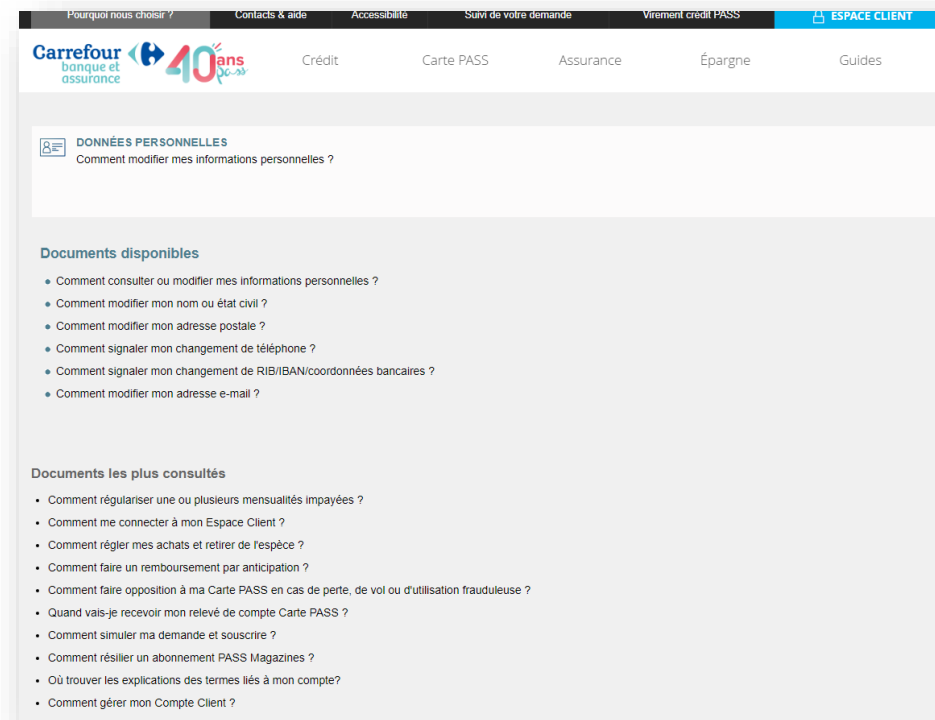 Pourquoi nous choisir ? Contacts & aide Accessibilité Suivi de votre demande Virement crédit PASS ESPACE CLIENT
Carrefour
banque et
assurance
40 ans
pass
Crédit Carte PASS Assurance Épargne Guides
DONNÉES PERSONNELLES
Comment modifier mes informations personnelles ?
Documents disponibles
• Comment consulter ou modifier mes informations personnelles ?
• Comment modifier mon nom ou état civil ?
• Comment modifier mon adresse postale ?
• Comment signaler mon changement de téléphone ?
• Comment signaler mon changement de RIB/IBAN/coordonnées bancaires ?
• Comment modifier mon adresse e-mail ?
Documents les plus consultés
• Comment régulariser une ou plusieurs mensualités impayées ?
• Comment me connecter à mon Espace Client ?
• Comment régler mes achats et retirer de l'espèce ?
• Comment faire un remboursement par anticipation ?
• Comment faire opposition à ma Carte PASS en cas de perte, de vol ou d'utilisation frauduleuse ?
• Quand vais-je recevoir mon relevé de compte Carte PASS ?
• Comment simuler ma demande et souscrire ?
• Comment résilier un abonnement PASS Magazines ?
• Où trouver les explications des termes liés à mon compte?
• Comment gérer mon Compte Client ?